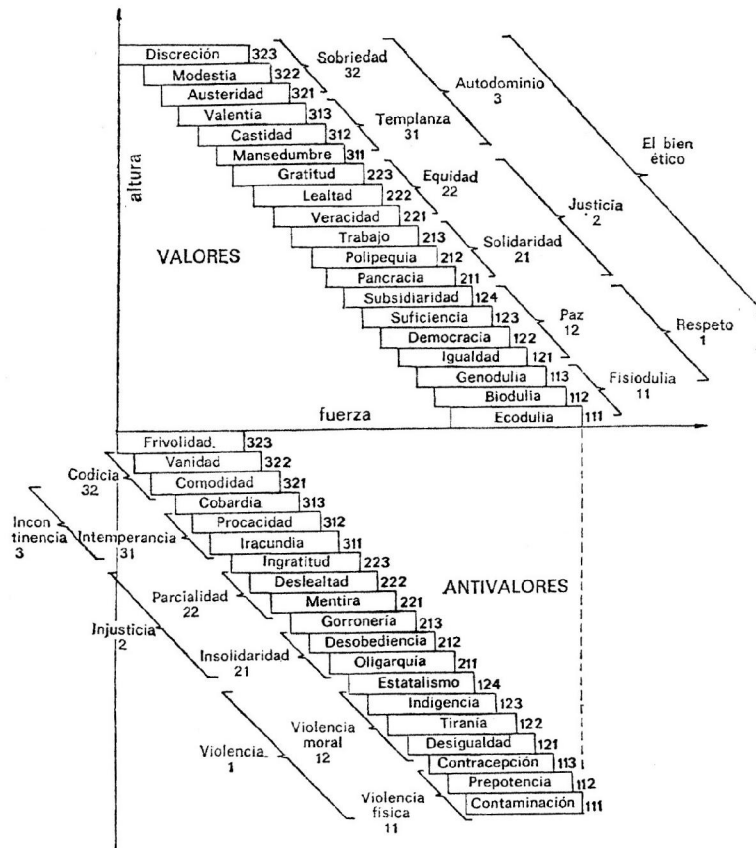 altura
Discreción 323
Modestia 322
Austeridad 321
Valentía 313
Castidad 312
Mansedumbre 311
Gratitud 223
Lealtad 222
Veracidad 221
Trabajo 213
Polipequia 212
Pancracia 211
Subsidiaridad 124
Suficiencia 123
Democracia 122
Igualdad 121
Genodulia 113
Biodulia 112
Ecodulia 111
Sobriedad
32
Templanza
31
Equidad
22
Solidaridad
21
Paz
12
Fisiodulia
11
Autodominio
3
Justicia
2
Respeto
1
El bien
ético
VALORES
fuerza
Frivolidad. 323
Vanidad 322
Comodidad 321
Cobardía 313
Procacidad 312
Iracundia 311
Ingratitud 223
Deslealtad 222
Mentira 221
Gorronería 213
Desobediencia 212
Oligarquía 211
Estatalismo 124
Indigencia 123
Tiranía 122
Desigualdad 121
Contracepción 113
Prepotencia 112
Contaminación 111
Codicia
32
Intemperancia
31
Parcialidad
22
Insolidaridad
21
Violencia
moral
12
Violencia
física
11
Incon
tinencia
3
Injusticia
2
Violencia
1
ANTIVALORES